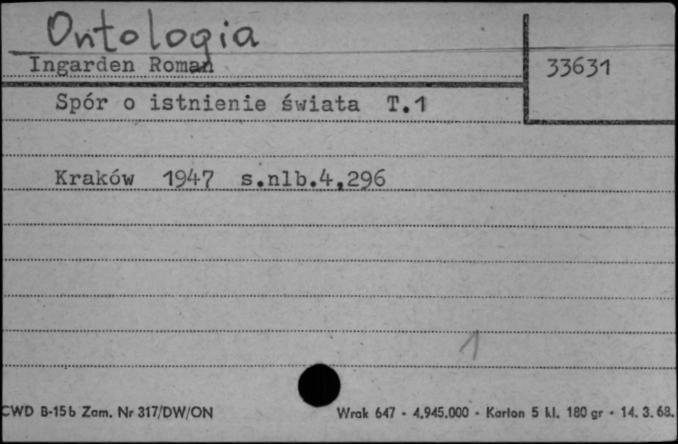 Ontologia
Ingarden Roman
33631
Spór o istnienie świata T.1
Kraków 1947 s.nlb.4,296
1
CWD B-15b Zam. Nr 317/DW/ON
Wrak 647 - 4.945.000 - Karton 5 kl. 180 gr - 14. 3. 68.